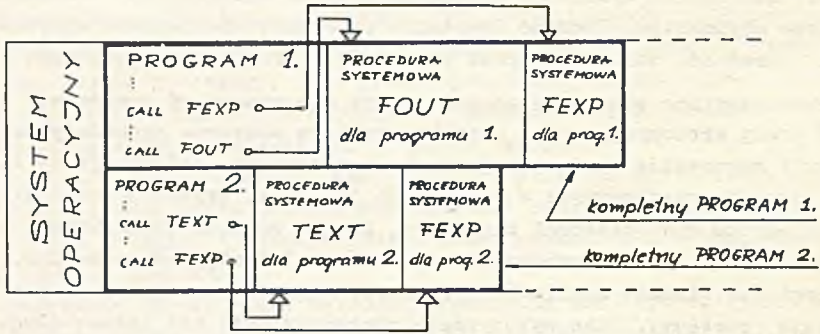 SYSTEM
OPERACYJNY
PROGRAM 1.
⋮
CALL FEXP
⋮
CALL FOUT
PROCEDURA
SYSTEMOWA
FOUT
dla programu 1.
PROCEDURA
SYSTEMOWA
FEXP
dla prog.1.
PROGRAM 2.
⋮
CALL TEXT
⋮
CALL FEXP
PROCEDURA
SYSTEMOWA
TEXT
dla programu 2.
PROCEDURA
SYSTEMOWA
FEXP
dla prog.2.
kompletny PROGRAM 1.
kompletny PROGRAM 2.